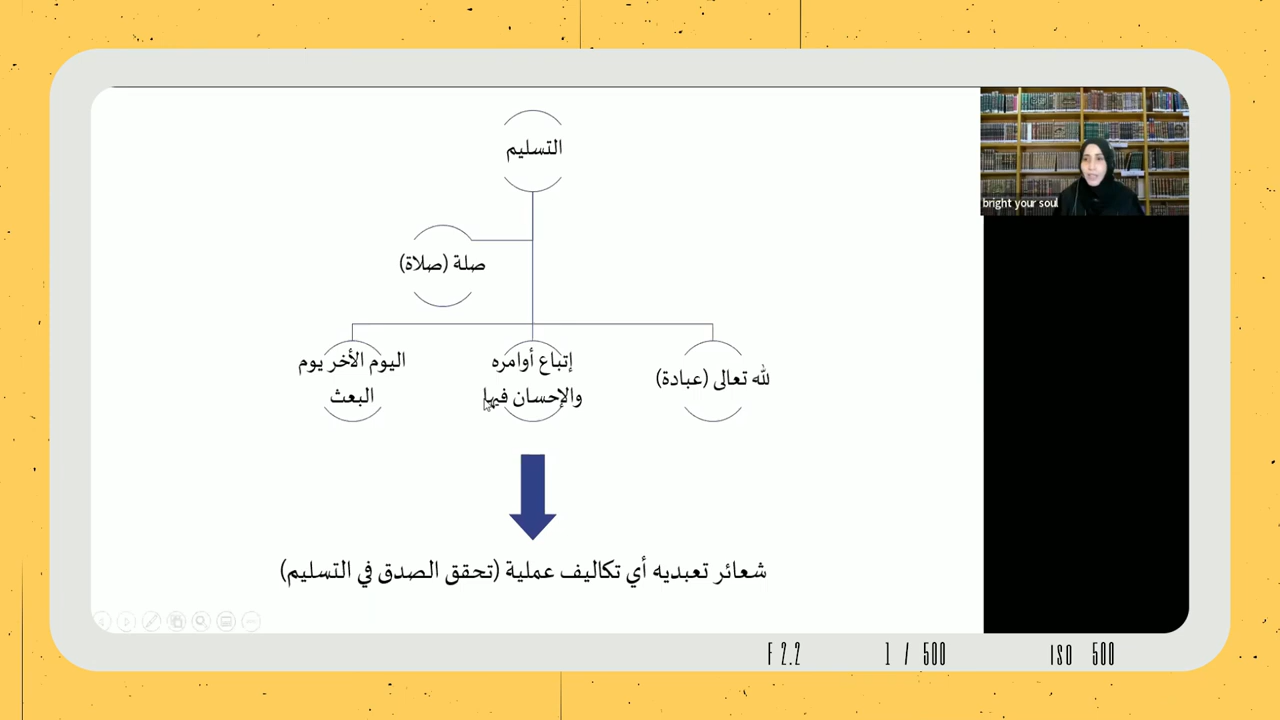 التسليم
صلة (صلاة)
لله تعالى (عبادة)
إتباع أوامره
والإحسان فيها
اليوم الأخر يوم
البعث
شعائر تعبديه أي تكاليف عملية (تحقق الصدق في التسليم)
bright your soul
F 2.2
1 / 500
ISO 500